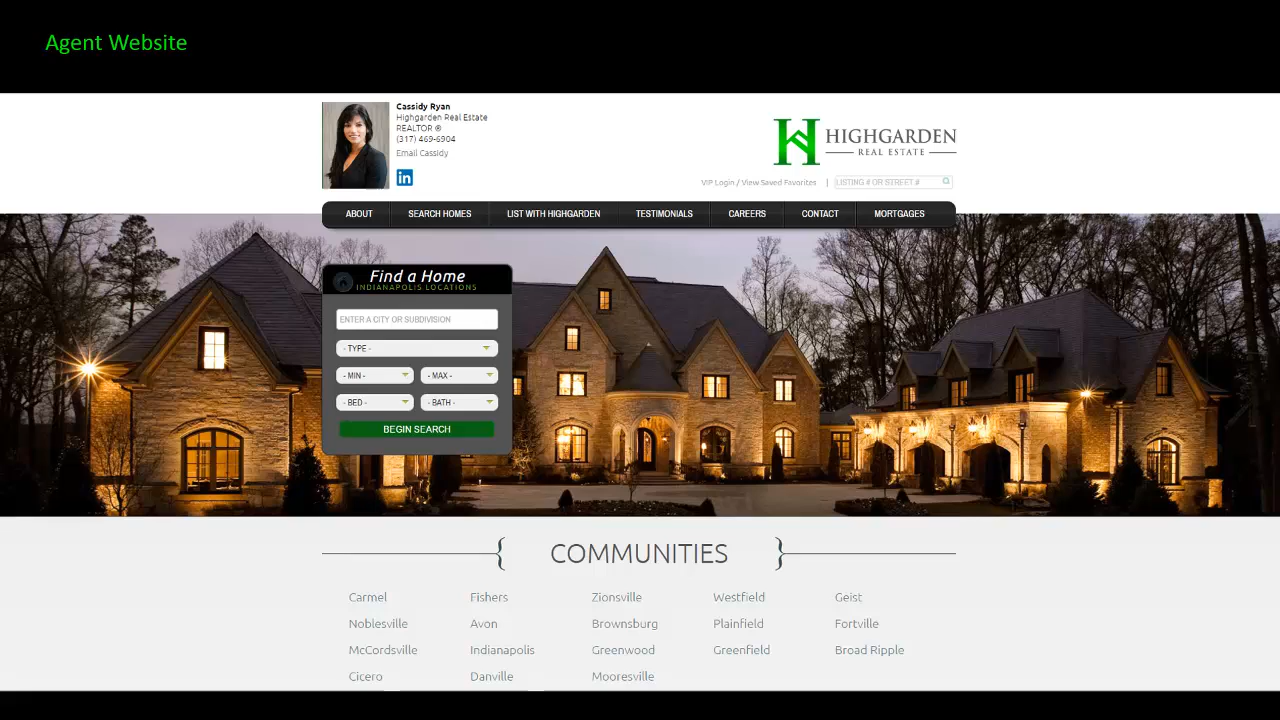 Agent Website
Cassidy Ryan
Highgarden Real Estate
REALTOR ®
(317) 469-6904
Email Cassidy
in
HIGHGARDEN
REAL ESTATE
VIP Login / View Saved Favorites | LISTING # OR STREET #
ABOUT SEARCH HOMES LIST WITH HIGHGARDEN TESTIMONIALS CAREERS CONTACT MORTGAGES
Find a Home
INDIANAPOLIS LOCATIONS
ENTER A CITY OR SUBDIVISION
- TYPE -
- MIN - - MAX -
- BED - - BATH -
BEGIN SEARCH
COMMUNITIES
Carmel Fishers Zionsville Westfield Geist
Noblesville Avon Brownsburg Plainfield Fortville
McCordsville Indianapolis Greenwood Greenfield Broad Ripple
Cicero Danville Mooresville